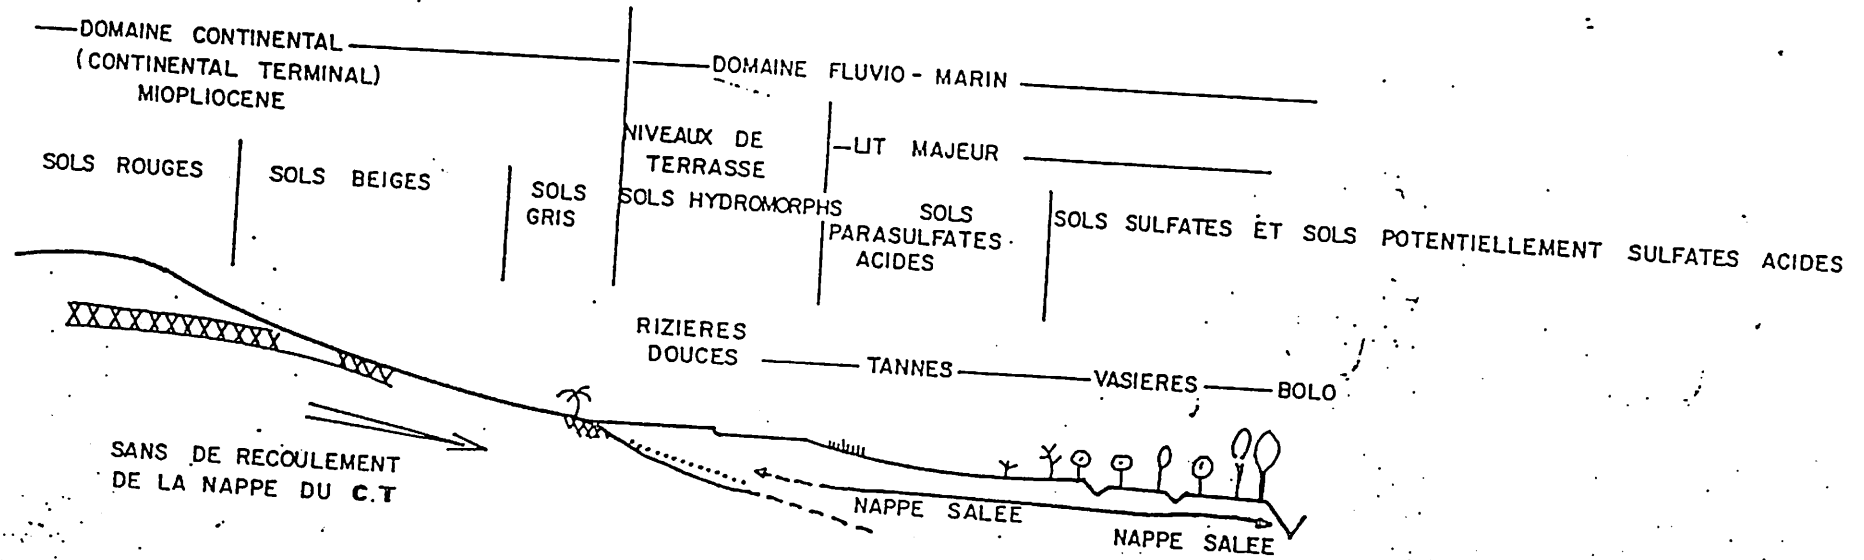 DOMAINE CONTINENTAL
(CONTINENTAL TERMINAL)
MIOPLIOCENE
DOMAINE FLUVIO - MARIN
NIVEAUX DE
TERRASSE
LIT MAJEUR
SOLS ROUGES
SOLS BEIGES
SOLS
GRIS
SOLS HYDROMORPHS
SOLS
PARASULFATES
ACIDES
SOLS SULFATES ET SOLS POTENTIELLEMENT SULFATES ACIDES
RIZIERES
DOUCES
TANNES
VASIERES
BOLO
SANS DE RECOULEMENT
DE LA NAPPE DU C.T
NAPPE SALEE
NAPPE SALEE